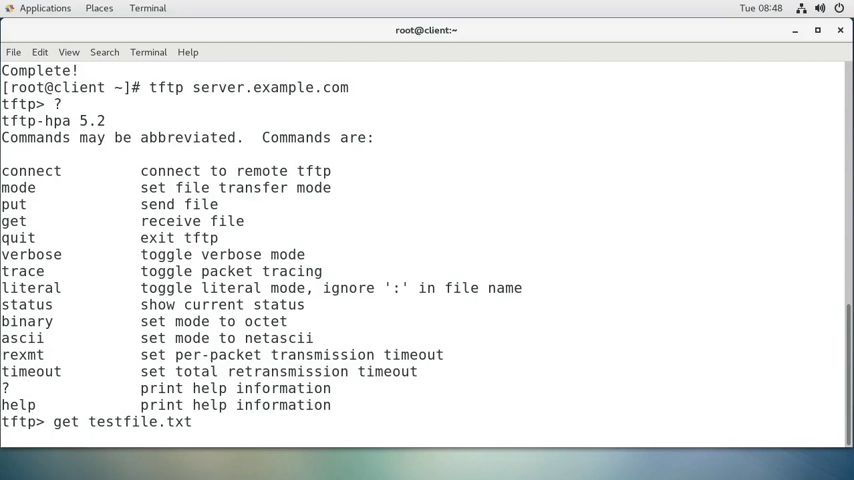 Applications Places Terminal Tue 08:48
root@client:~
File Edit View Search Terminal Help
Complete!
[root@client ~]# tftp server.example.com
tftp> ?
tftp-hpa 5.2
Commands may be abbreviated.  Commands are:
connect         connect to remote tftp
mode            set file transfer mode
put             send file
get             receive file
quit            exit tftp
verbose         toggle verbose mode
trace           toggle packet tracing
literal         toggle literal mode, ignore ':' in file name
status          show current status
binary          set mode to octet
ascii           set mode to netascii
rexmt           set per-packet transmission timeout
timeout         set total retransmission timeout
?               print help information
help            print help information
tftp> get testfile.txt